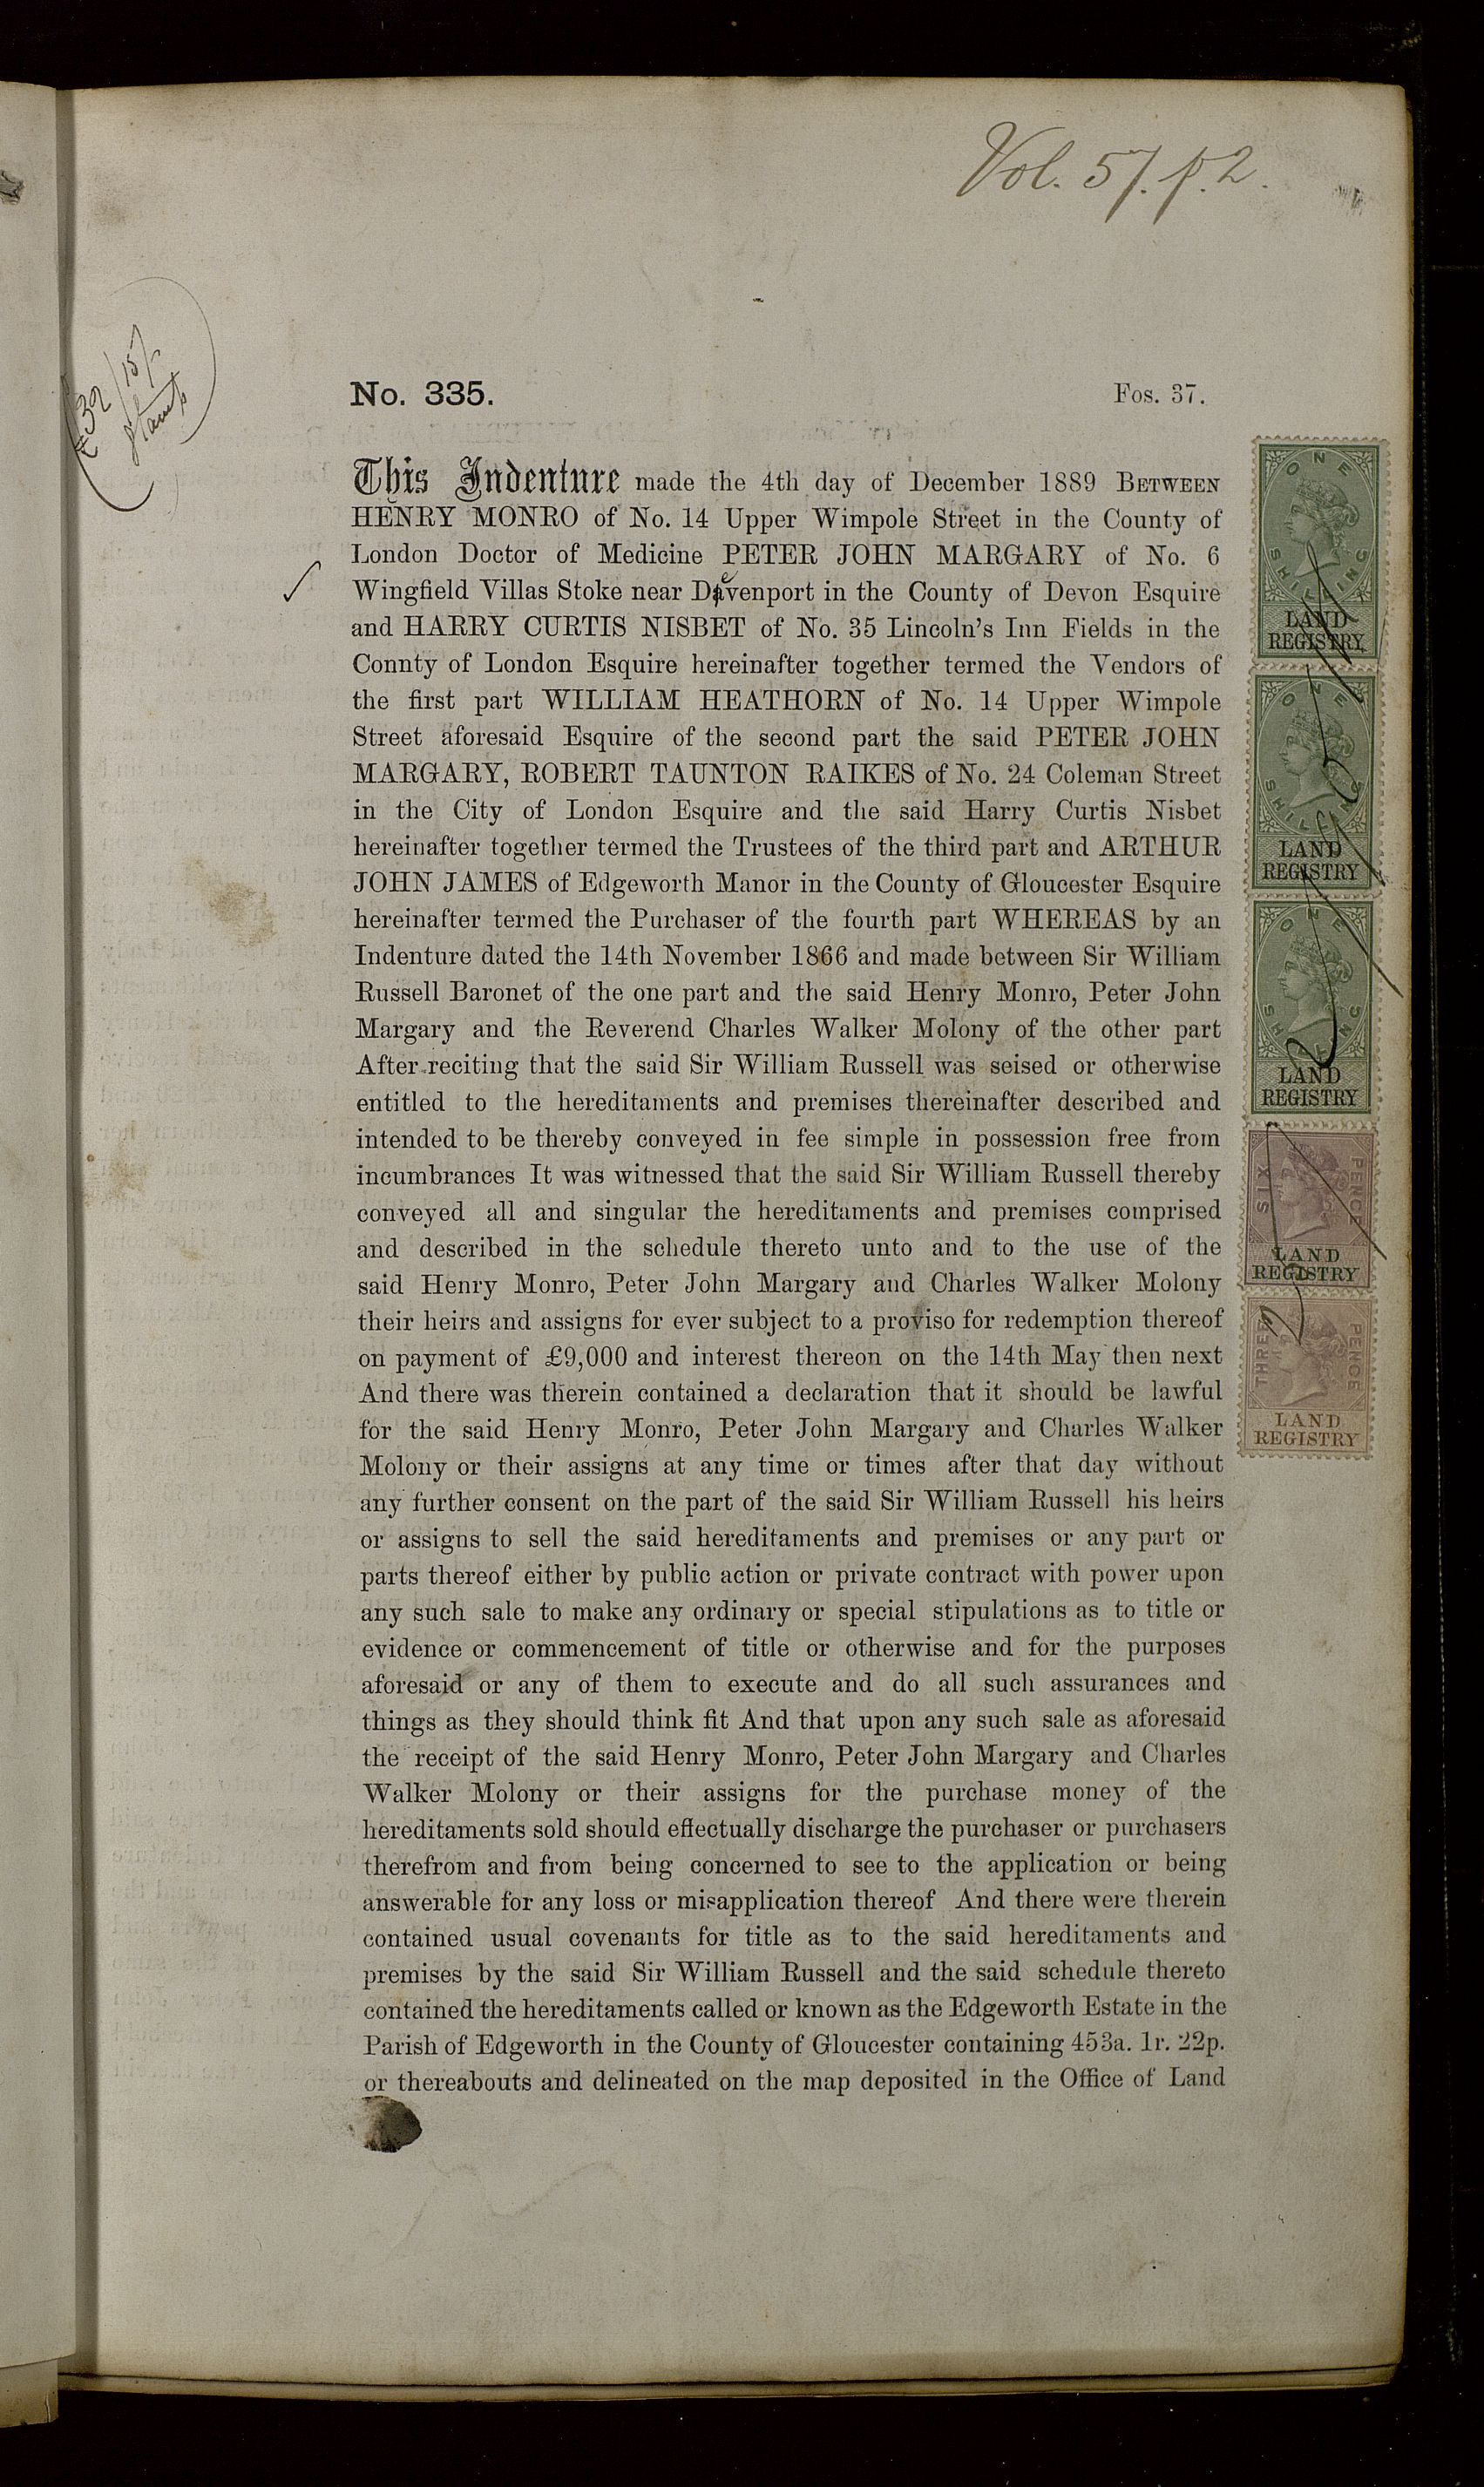 Vol. 57. p. 2.
£32/15/-
stamp
No. 335.
Fos. 37.
This Indenture made the 4th day of December 1889 BETWEEN
HENRY MONRO of No. 14 Upper Wimpole Street in the County of
London Doctor of Medicine PETER JOHN MARGARY of No. 6
Wingfield Villas Stoke near Devenport in the County of Devon Esquire
and HARRY CURTIS NISBET of No. 35 Lincoln's Inn Fields in the
Connty of London Esquire hereinafter together termed the Vendors of
the first part WILLIAM HEATHORN of No. 14 Upper Wimpole
Street aforesaid Esquire of the second part the said PETER JOHN
MARGARY, ROBERT TAUNTON RAIKES of No. 24 Coleman Street
in the City of London Esquire and the said Harry Curtis Nisbet
hereinafter together termed the Trustees of the third part and ARTHUR
JOHN JAMES of Edgeworth Manor in the County of Gloucester Esquire
hereinafter termed the Purchaser of the fourth part WHEREAS by an
Indenture dated the 14th November 1866 and made between Sir William
Russell Baronet of the one part and the said Henry Monro, Peter John
Margary and the Reverend Charles Walker Molony of the other part
After reciting that the said Sir William Russell was seised or otherwise
entitled to the hereditaments and premises thereinafter described and
intended to be thereby conveyed in fee simple in possession free from
incumbrances It was witnessed that the said Sir William Russell thereby
conveyed all and singular the hereditaments and premises comprised
and described in the schedule thereto unto and to the use of the
said Henry Monro, Peter John Margary and Charles Walker Molony
their heirs and assigns for ever subject to a proviso for redemption thereof
on payment of £9,000 and interest thereon on the 14th May then next
And there was therein contained a declaration that it should be lawful
for the said Henry Monro, Peter John Margary and Charles Walker
Molony or their assigns at any time or times after that day without
any further consent on the part of the said Sir William Russell his heirs
or assigns to sell the said hereditaments and premises or any part or
parts thereof either by public action or private contract with power upon
any such sale to make any ordinary or special stipulations as to title or
evidence or commencement of title or otherwise and for the purposes
aforesaid or any of them to execute and do all such assurances and
things as they should think fit And that upon any such sale as aforesaid
the receipt of the said Henry Monro, Peter John Margary and Charles
Walker Molony or their assigns for the purchase money of the
hereditaments sold should effectually discharge the purchaser or purchasers
therefrom and from being concerned to see to the application or being
answerable for any loss or misapplication thereof And there were therein
contained usual covenants for title as to the said hereditaments and
premises by the said Sir William Russell and the said schedule thereto
contained the hereditaments called or known as the Edgeworth Estate in the
Parish of Edgeworth in the County of Gloucester containing 453a. 1r. 22p.
or thereabouts and delineated on the map deposited in the Office of Land
ONE
SHILLING
LAND
REGISTRY
ONE
SHILLING
LAND
REGISTRY
ONE
SHILLING
LAND
REGISTRY
SIX PENCE
LAND
REGISTRY
THREE PENCE
LAND
REGISTRY